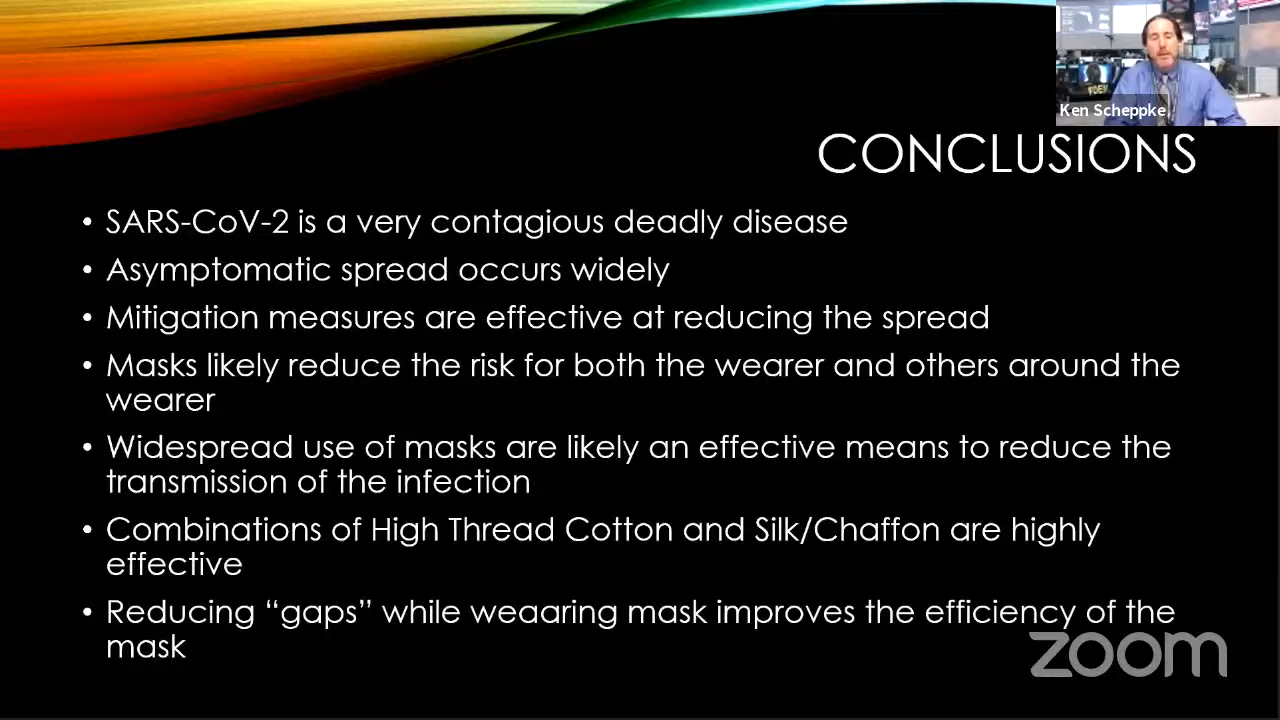 Ken Scheppke
CONCLUSIONS
• SARS-CoV-2 is a very contagious deadly disease
• Asymptomatic spread occurs widely
• Mitigation measures are effective at reducing the spread
• Masks likely reduce the risk for both the wearer and others around the
wearer
• Widespread use of masks are likely an effective means to reduce the
transmission of the infection
• Combinations of High Thread Cotton and Silk/Chaffon are highly
effective
• Reducing “gaps” while weaaring mask improves the efficiency of the
mask
zoom